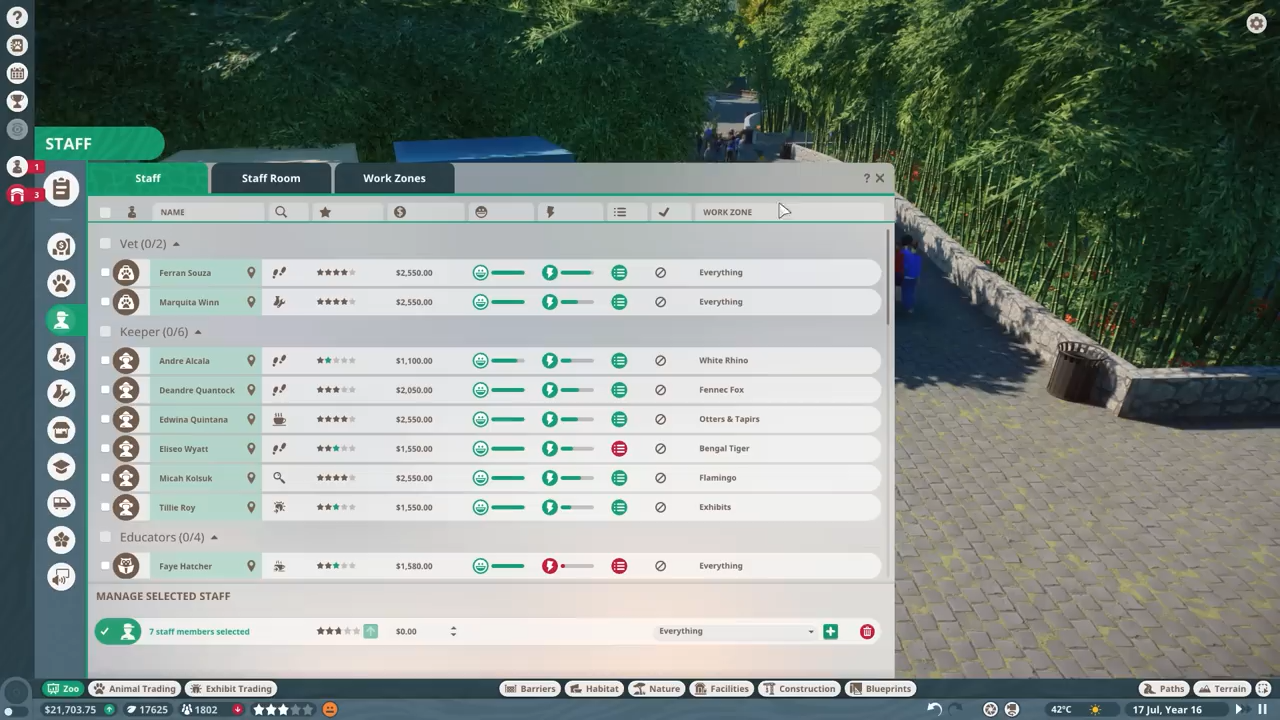 STAFF
1
3
Staff Room Work Zones
Staff
?
NAME WORK ZONE
Vet (0/2)
Ferran Souza $2,550.00 Everything
Marquita Winn $2,550.00 Everything
Keeper (0/6)
Andre Alcala $1,100.00 White Rhino
Deandre Quantock $2,050.00 Fennec Fox
Edwina Quintana $2,550.00 Otters & Tapirs
Eliseo Wyatt $1,550.00 Bengal Tiger
Micah Kolsuk $2,550.00 Flamingo
Tillie Roy $1,550.00 Exhibits
Educators (0/4)
Faye Hatcher $1,580.00 Everything
MANAGE SELECTED STAFF
7 staff members selected $0.00 Everything
Zoo Animal Trading Exhibit Trading Barriers Habitat Nature Facilities Construction Blueprints Paths Terrain
$21,703.75 17625 1802 42°C 17 Jul, Year 16